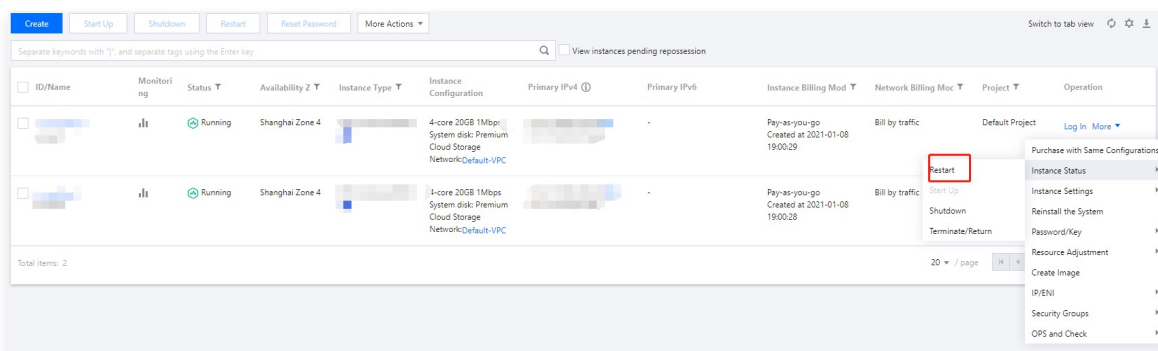 Create Start Up Shutdown Restart Reset Password More Actions Switch to tab view
Separate keywords with "|", and separate tags using the Enter key View instances pending repossession
ID/Name Monitori
ng Status Availability Z Instance Type Instance
Configuration Primary IPv4 Primary IPv6 Instance Billing Mod Network Billing Moc Project Operation
Running Shanghai Zone 4 4-core 20GB 1Mbps
System disk: Premium
Cloud Storage
Network:Default-VPC
- Pay-as-you-go
Created at 2021-01-08
19:00:29
Bill by traffic Default Project Log In More
Running Shanghai Zone 4 4-core 20GB 1Mbps
System disk: Premium
Cloud Storage
Network:Default-VPC
- Pay-as-you-go
Created at 2021-01-08
19:00:28
Bill by traffic
Restart
Start Up
Shutdown
Terminate/Return
Purchase with Same Configurations
Instance Status
Instance Settings
Reinstall the System
Password/Key
Resource Adjustment
Create Image
IP/ENI
Security Groups
OPS and Check
Total items: 2 20 / page